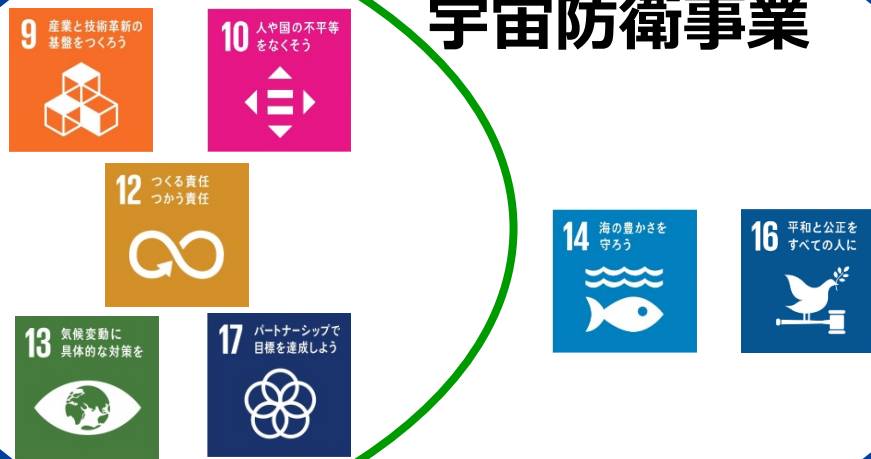 宇宙防衛事業
9 産業と技術革新の
基盤をつくろう
10 人や国の不平等
をなくそう
12 つくる責任
つかう責任
14 海の豊かさを
守ろう
16 平和と公正を
すべての人に
13 気候変動に
具体的な対策を
17 パートナーシップで
目標を達成しよう